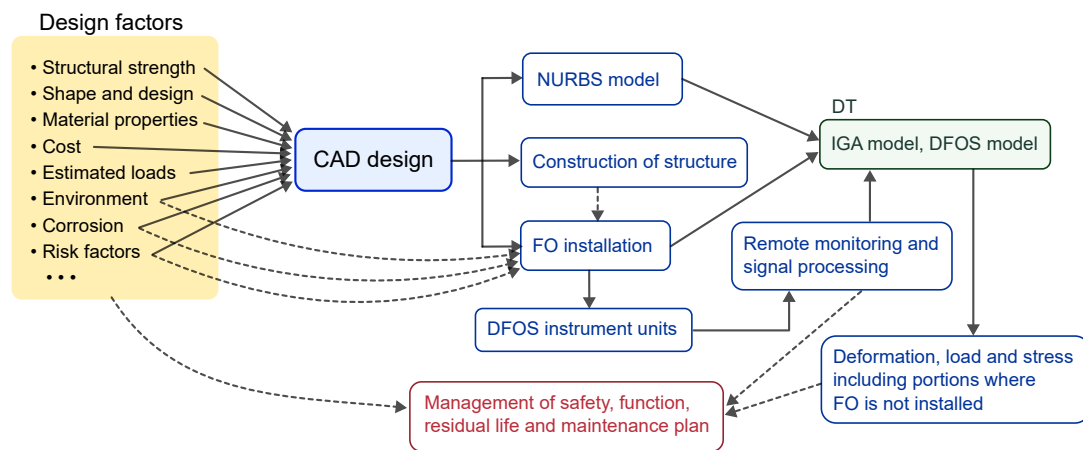 Design factors
• Structural strength
• Shape and design
• Material properties
• Cost
• Estimated loads
• Environment
• Corrosion
• Risk factors
• • •
CAD design
NURBS model
Construction of structure
FO installation
DFOS instrument units
DT
IGA model, DFOS model
Remote monitoring and
signal processing
Deformation, load and stress
including portions where
FO is not installed
Management of safety, function,
residual life and maintenance plan